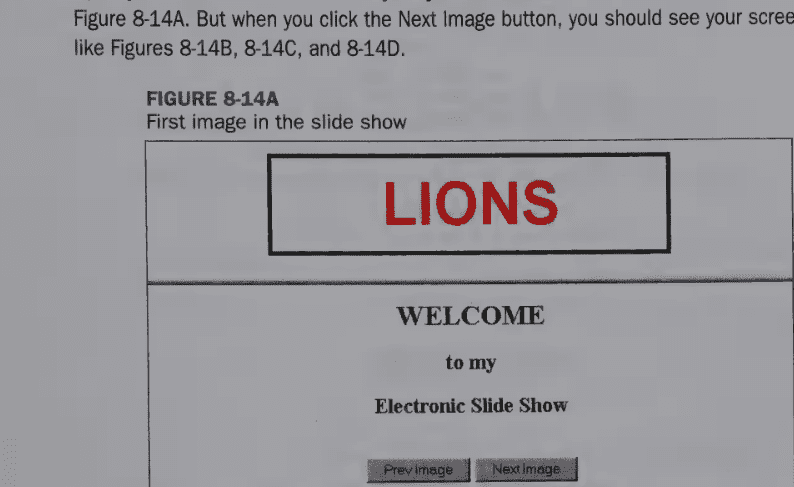 Figure 8-14A. But when you click the Next Image button, you should see your
like Figures 8-14B, 8-14C, and 8-14D.
FIGURE 8-14A
First image in the slide show
LIONS
WELCOME
to my
Electronic Slide Show
Prev Image Next Image